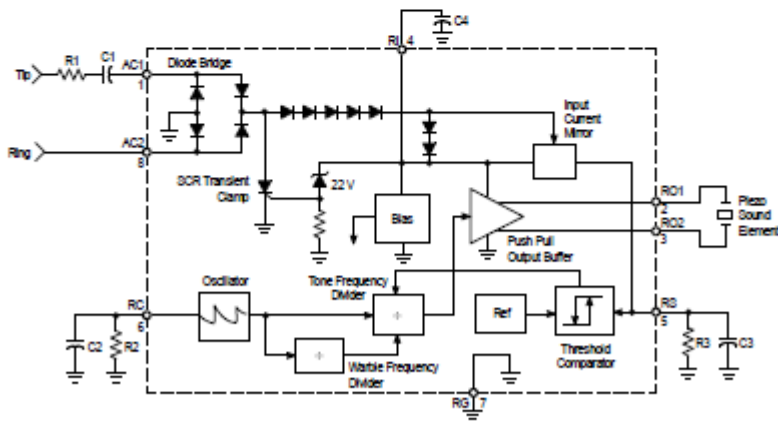 C4
RI 4
R1 C1 AC1
Tip
1
Diode Bridge
Input
Current
Mirror
AC2
Ring
8
SCR Transient
Clamp
22 V
Bias
RO1
2
RO2
3
Piezo
Sound
Element
Push Pull
Output Buffer
Oscillator
Tone Frequency
Divider
RC
6
÷
Ref
RS
5
C2
R2
÷
Warble Frequency
Divider
Threshold
Comparator
R3
C3
RG 7